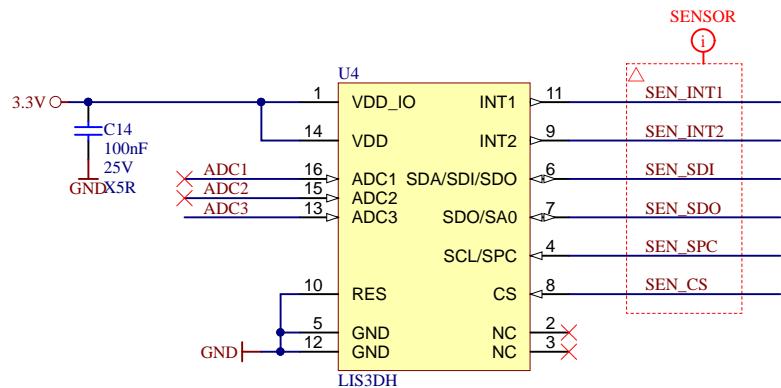 SENSOR
i
U4
3.3V
1 VDD_IO INT1 11 SEN_INT1
C14
100nF
25V
X5R
GND
14 VDD INT2 9 SEN_INT2
ADC1 16 ADC1 SDA/SDI/SDO 6 SEN_SDI
ADC2 15 ADC2
ADC3 13 ADC3 SDO/SA0 7 SEN_SDO
SCL/SPC 4 SEN_SPC
10 RES CS 8 SEN_CS
5 GND NC 2
GND 12 GND NC 3
LIS3DH